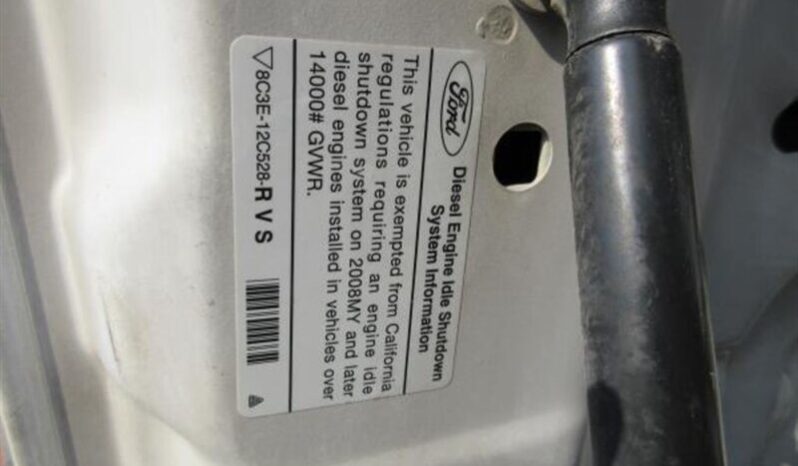 Ford
Diesel Engine Idle Shutdown
System Information
This vehicle is exempted from California
regulations requiring an engine idle
shutdown system on 2008MY and later
diesel engines installed in vehicles over
14000# GVWR.
▽8C3E-12C528-R V S